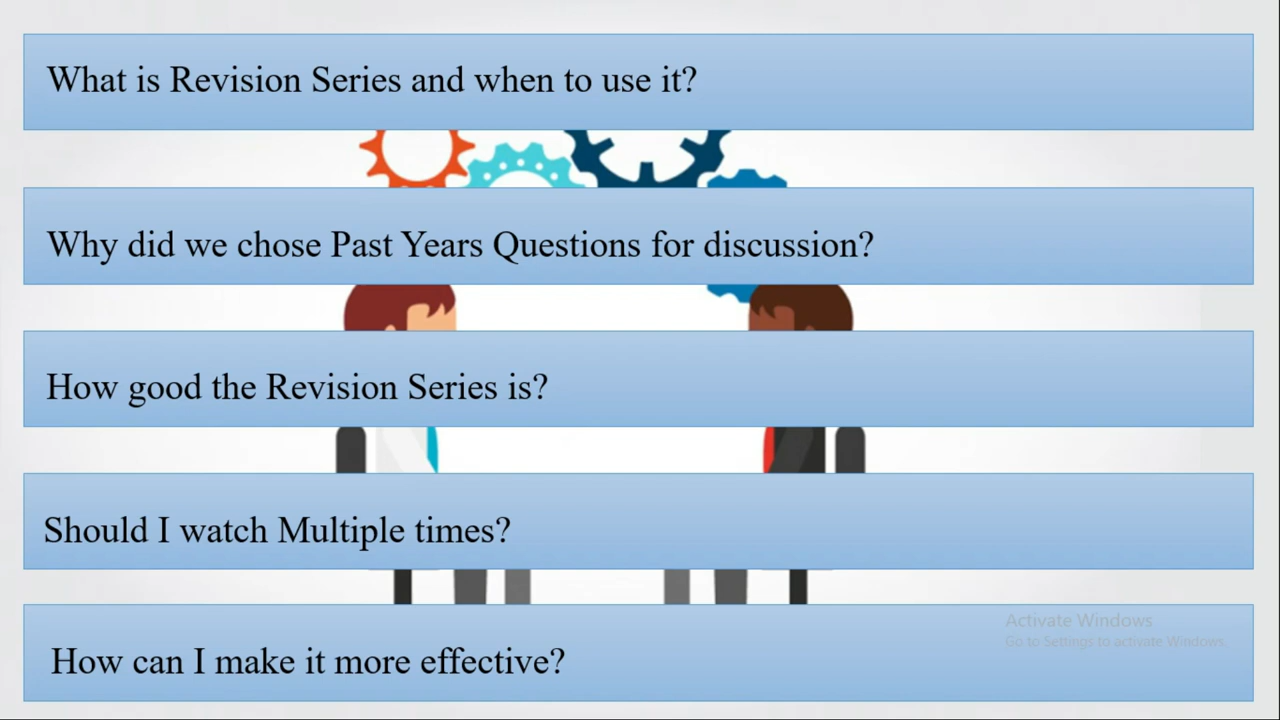 What is Revision Series and when to use it?
Why did we chose Past Years Questions for discussion?
How good the Revision Series is?
Should I watch Multiple times?
Activate Windows
Go to Settings to activate Windows.
How can I make it more effective?